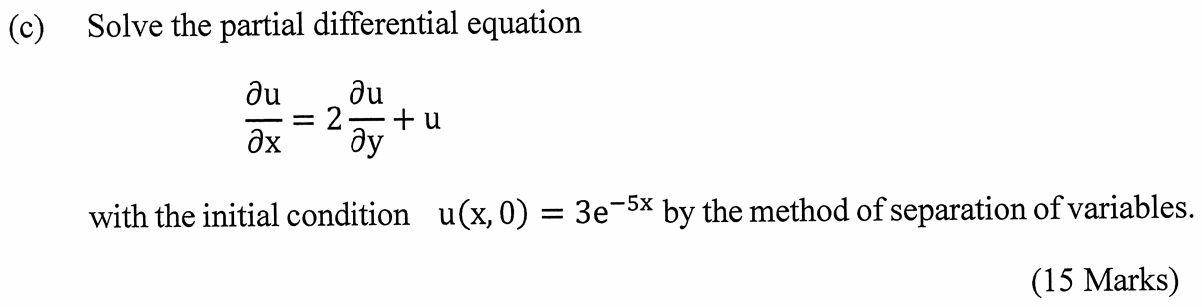 (c) Solve the partial differential equation
∂u/∂x = 2 ∂u/∂y + u
with the initial condition u(x, 0) = 3e⁻⁵ˣ by the method of separation of variables.
(15 Marks)